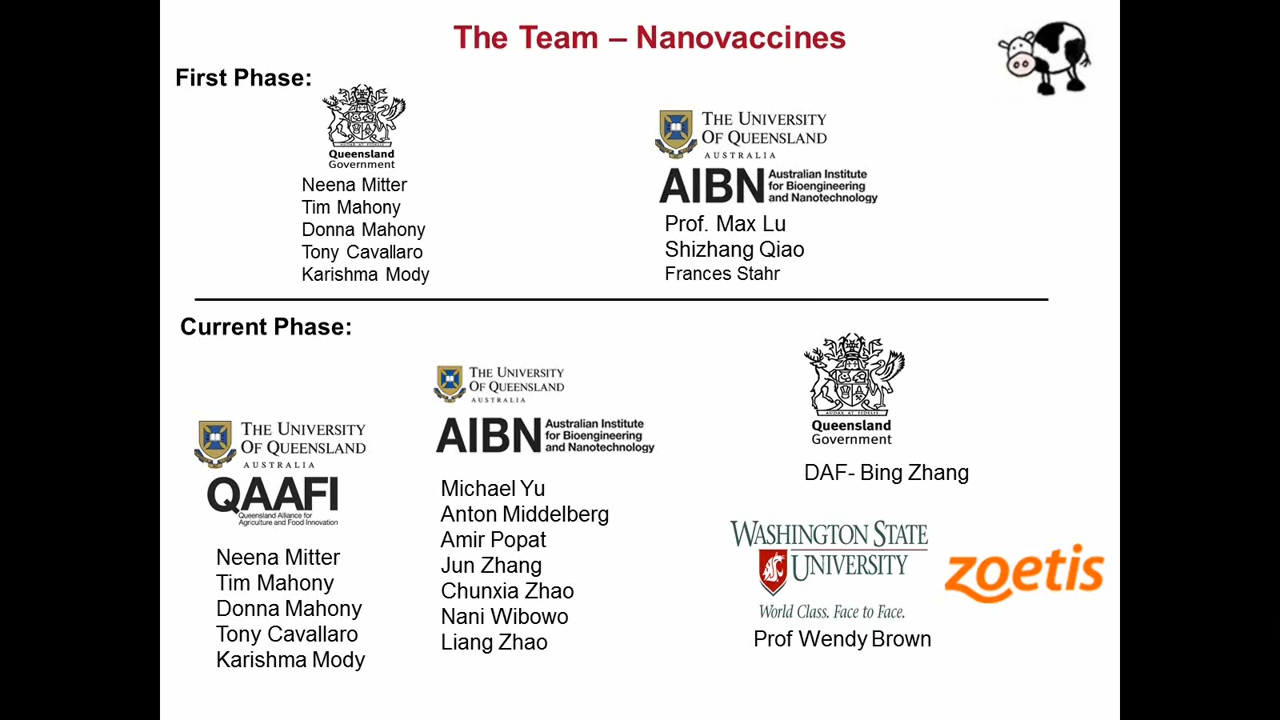 The Team – Nanovaccines
First Phase:
Queensland
Government
Neena Mitter
Tim Mahony
Donna Mahony
Tony Cavallaro
Karishma Mody
THE UNIVERSITY
OF QUEENSLAND
AUSTRALIA
AIBN
Australian Institute
for Bioengineering
and Nanotechnology
Prof. Max Lu
Shizhang Qiao
Frances Stahr
Current Phase:
THE UNIVERSITY
OF QUEENSLAND
AUSTRALIA
QAAFI
Queensland Alliance for
Agriculture and Food Innovation
Neena Mitter
Tim Mahony
Donna Mahony
Tony Cavallaro
Karishma Mody
THE UNIVERSITY
OF QUEENSLAND
AUSTRALIA
AIBN
Australian Institute
for Bioengineering
and Nanotechnology
Michael Yu
Anton Middelberg
Amir Popat
Jun Zhang
Chunxia Zhao
Nani Wibowo
Liang Zhao
Queensland
Government
DAF- Bing Zhang
WASHINGTON STATE
UNIVERSITY
World Class. Face to Face.
Prof Wendy Brown
zoetis